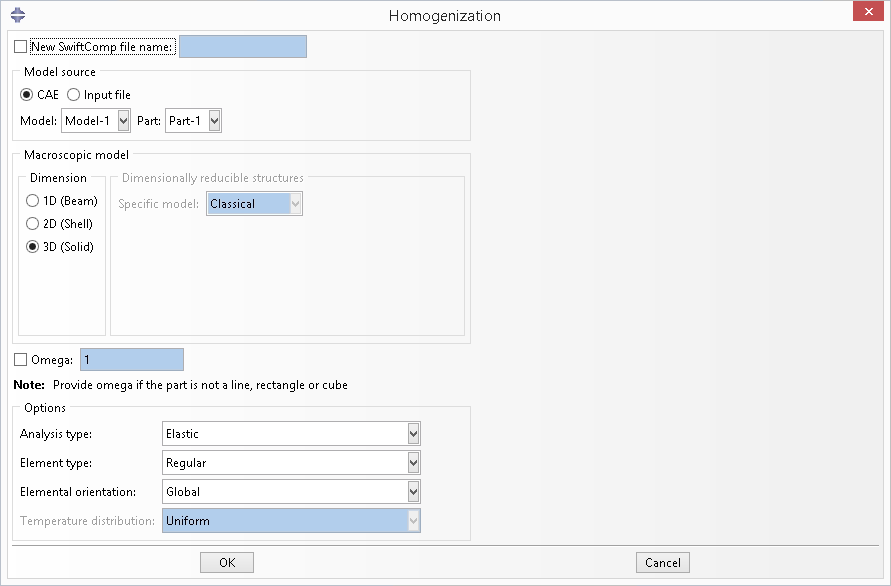 Homogenization
New SwiftComp file name:
Model source
CAE Input file
Model: Model-1 Part: Part-1
Macroscopic model
Dimension
1D (Beam)
2D (Shell)
3D (Solid)
Dimensionally reducible structures
Specific model: Classical
Omega: 1
Note: Provide omega if the part is not a line, rectangle or cube
Options
Analysis type: Elastic
Element type: Regular
Elemental orientation: Global
Temperature distribution: Uniform
OK Cancel